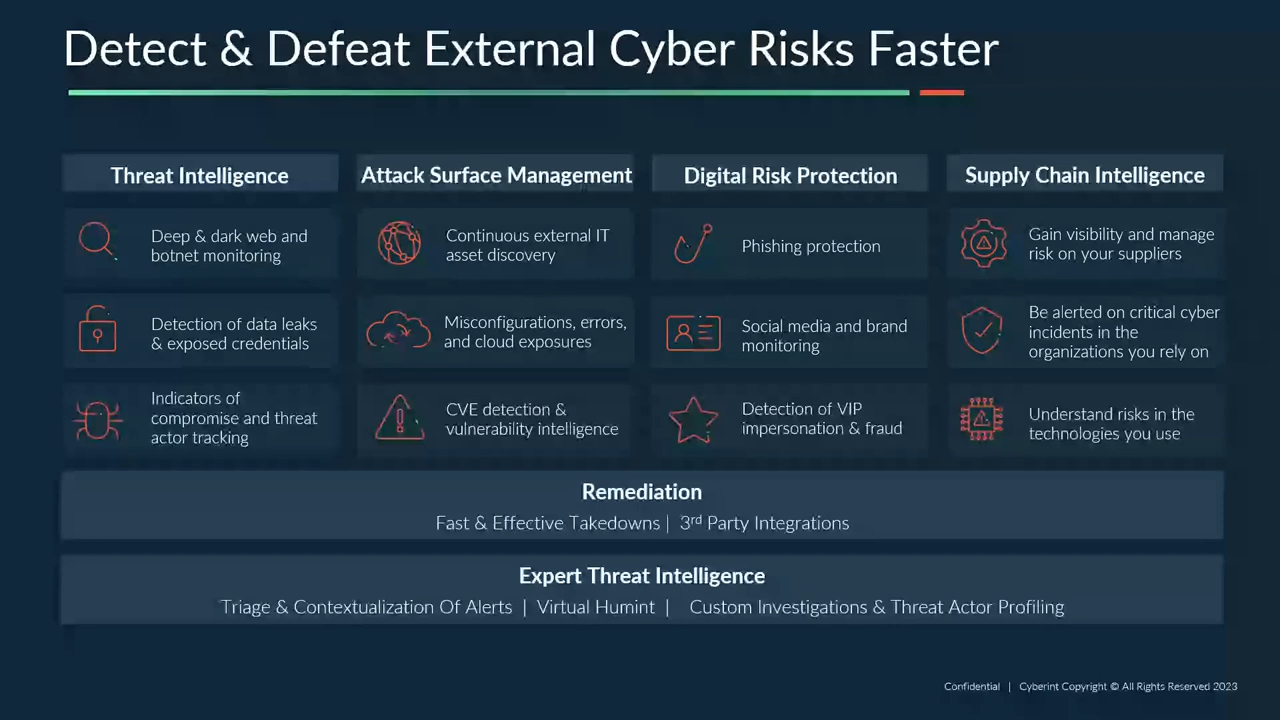 Detect & Defeat External Cyber Risks Faster
Threat Intelligence
Deep & dark web and
botnet monitoring
Detection of data leaks
& exposed credentials
Indicators of
compromise and threat
actor tracking
Attack Surface Management
Continuous external IT
asset discovery
Misconfigurations, errors,
and cloud exposures
CVE detection &
vulnerability intelligence
Digital Risk Protection
Phishing protection
Social media and brand
monitoring
Detection of VIP
impersonation & fraud
Supply Chain Intelligence
Gain visibility and manage
risk on your suppliers
Be alerted on critical cyber
incidents in the
organizations you rely on
Understand risks in the
technologies you use
Remediation
Fast & Effective Takedowns | 3rd Party Integrations
Expert Threat Intelligence
Triage & Contextualization Of Alerts | Virtual Humint | Custom Investigations & Threat Actor Profiling
Confidential | Cyberint Copyright © All Rights Reserved 2023